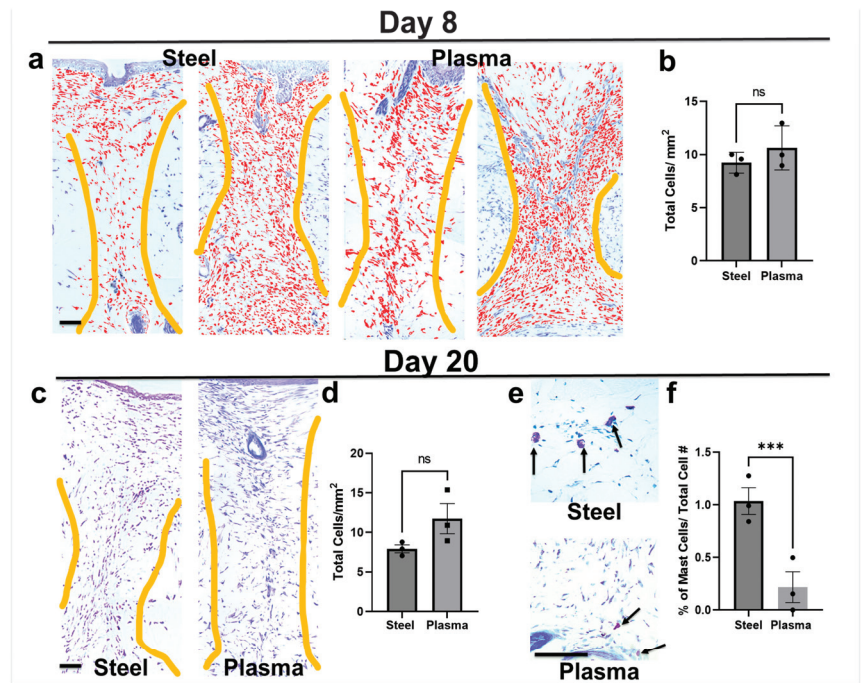 Day 8
a
Steel
Plasma
b
Total Cells/ mm²
15
10
5
0
ns
Steel
Plasma
Day 20
c
Steel
Plasma
d
Total Cells/mm²
20
15
10
5
0
ns
Steel
Plasma
e
Steel
Plasma
f
% of Mast Cells/ Total Cell #
1.5
1.0
0.5
0.0
***
Steel
Plasma